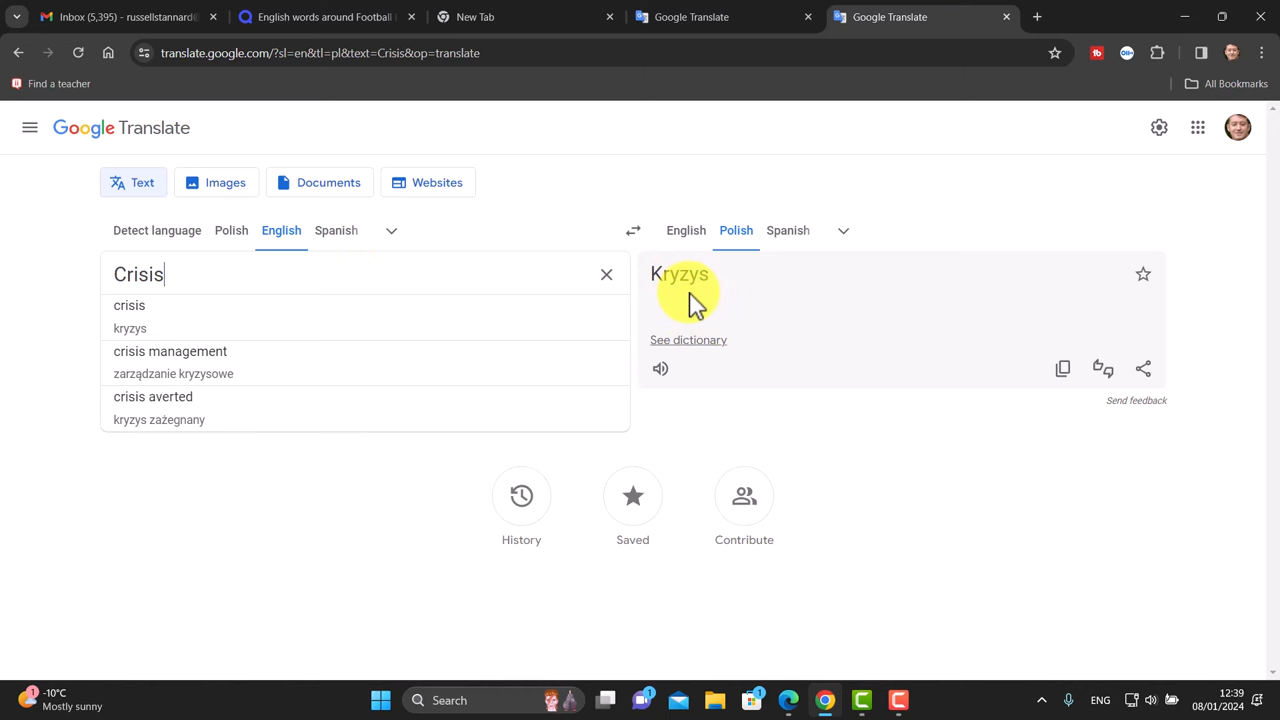 Inbox (5,395) - russellstannard@
English words around Football
New Tab
Google Translate
Google Translate
translate.google.com/?sl=en&tl=pl&text=Crisis&op=translate
Find a teacher
All Bookmarks
Google Translate
Text
Images
Documents
Websites
Detect language
Polish
English
Spanish
English
Polish
Spanish
Crisis
Kryzys
crisis
kryzys
See dictionary
crisis management
zarządzanie kryzysowe
crisis averted
Send feedback
kryzys zażegnany
History
Saved
Contribute
1
-10°C
Mostly sunny
Search
1
1
ENG
12:39
08/01/2024